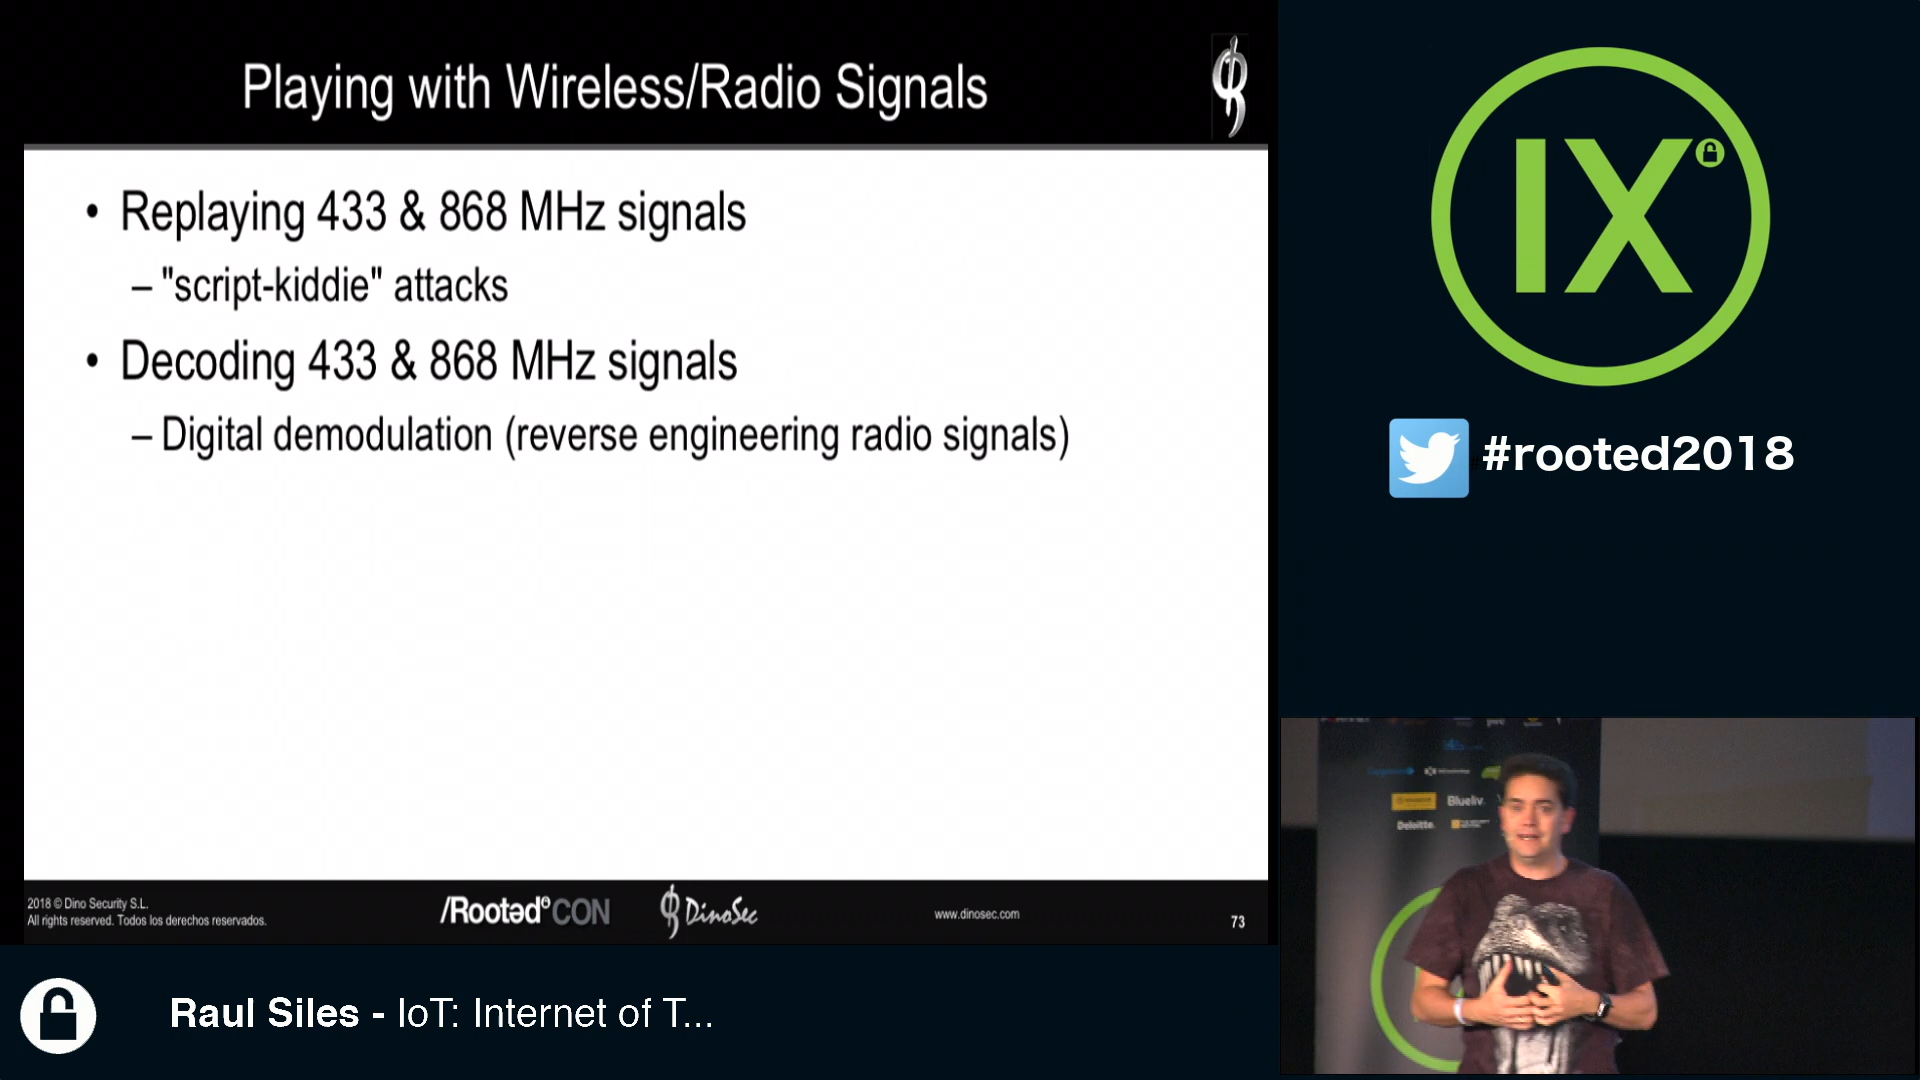 Playing with Wireless/Radio Signals
• Replaying 433 & 868 MHz signals
– "script-kiddie" attacks
• Decoding 433 & 868 MHz signals
– Digital demodulation (reverse engineering radio signals)
2018 © Dino Security S.L.
All rights reserved. Todos los derechos reservados.
/Rootəd CON
DinoSec
www.dinosec.com
73
IX
#rooted2018
Blueliv.
Deloitte.
Raul Siles - IoT: Internet of T...